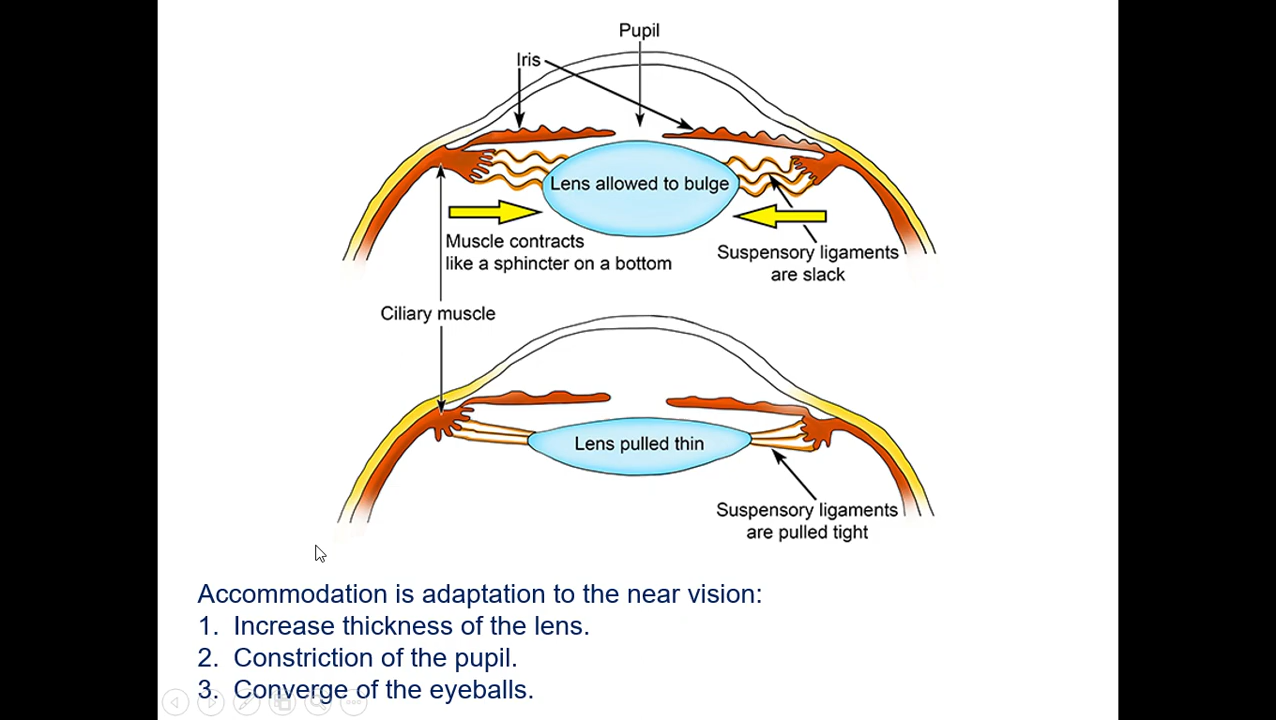 Pupil
Iris
Lens allowed to bulge
Muscle contracts
like a sphincter on a bottom
Suspensory ligaments
are slack
Ciliary muscle
Lens pulled thin
Suspensory ligaments
are pulled tight
Accommodation is adaptation to the near vision:
1. Increase thickness of the lens.
2. Constriction of the pupil.
3. Converge of the eyeballs.